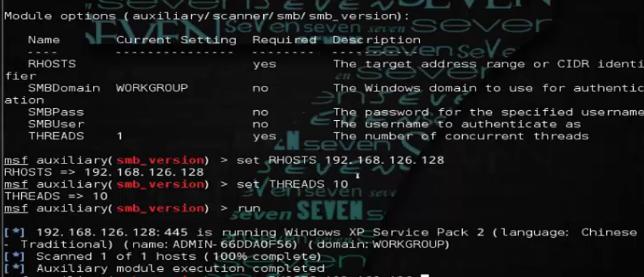 Module options (auxiliary/scanner/smb/smb_version):
Name Current Setting Required Description
---- --------------- -------- -----------
RHOSTS yes The target address range or CIDR identi
fier
SMBDomain WORKGROUP no The Windows domain to use for authentic
ation
SMBPass no The password for the specified username
SMBUser no The username to authenticate as
THREADS 1 yes The number of concurrent threads
msf auxiliary(smb_version) > set RHOSTS 192.168.126.128
RHOSTS => 192.168.126.128
msf auxiliary(smb_version) > set THREADS 10
THREADS => 10
msf auxiliary(smb_version) > run
[*] 192.168.126.128:445 is running Windows XP Service Pack 2 (language: Chinese
- Traditional) (name:ADMIN-66DDA0F56) (domain:WORKGROUP)
[*] Scanned 1 of 1 hosts (100% complete)
[*] Auxiliary module execution completed